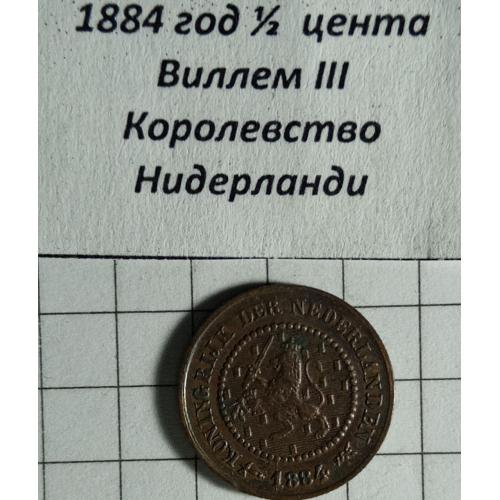 1884 год ½ цента
Виллем III
Королевство
Нидерланди
KONINGRIJK DER NEDERLANDEN
1884